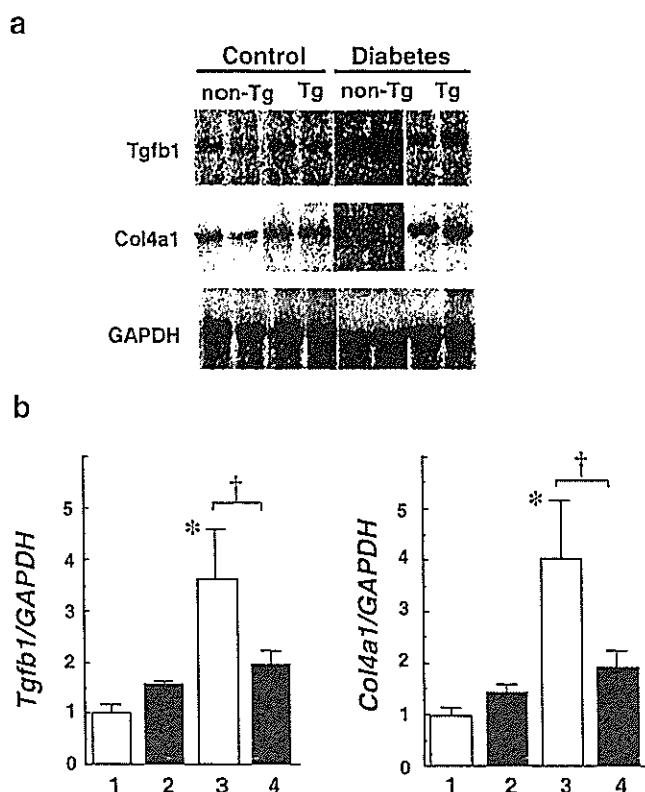 a
Control Diabetes
non-Tg Tg non-Tg Tg
Tgfb1
Col4a1
GAPDH
b
Tgfb1/GAPDH
5
4
3
2
1
0
*
†
1 2 3 4
Col4a1/GAPDH
5
4
3
2
1
0
*
†
1 2 3 4